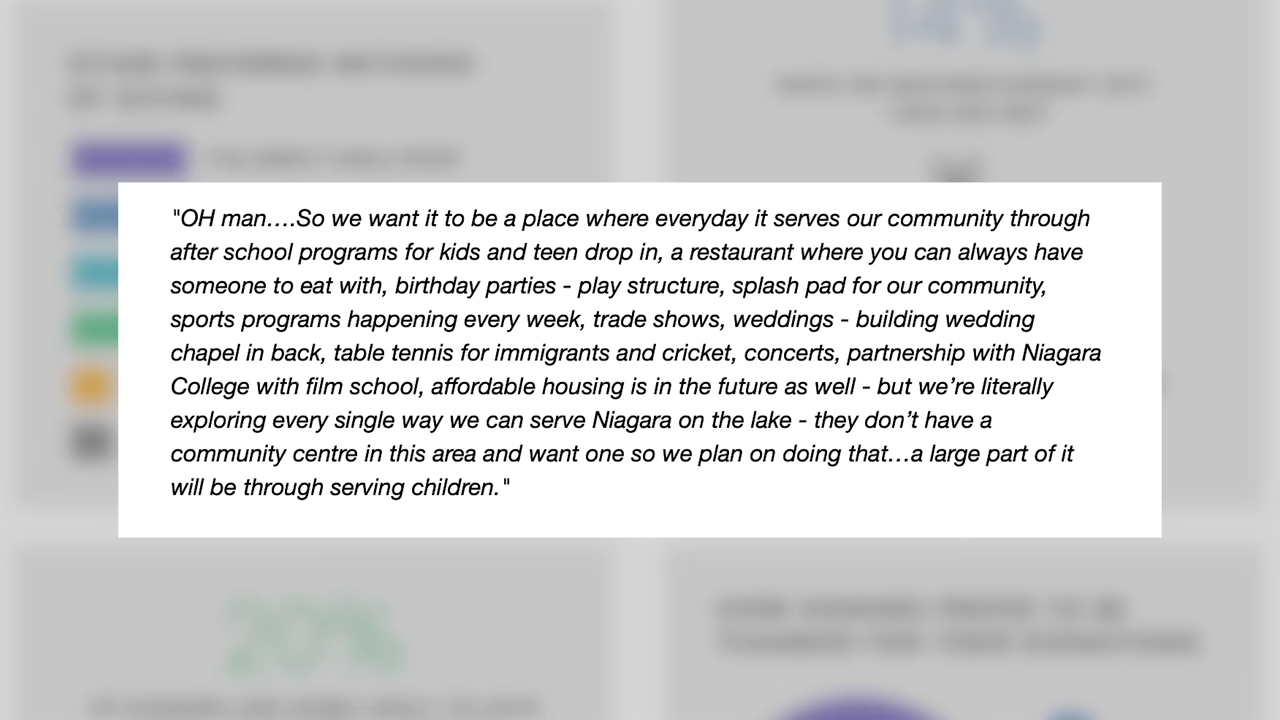 "OH man….So we want it to be a place where everyday it serves our community through
after school programs for kids and teen drop in, a restaurant where you can always have
someone to eat with, birthday parties - play structure, splash pad for our community,
sports programs happening every week, trade shows, weddings - building wedding
chapel in back, table tennis for immigrants and cricket, concerts, partnership with Niagara
College with film school, affordable housing is in the future as well - but we’re literally
exploring every single way we can serve Niagara on the lake - they don’t have a
community centre in this area and want one so we plan on doing that…a large part of it
will be through serving children."
14%
20%